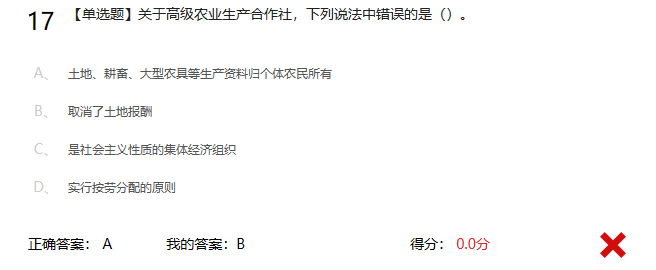 17 【单选题】关于高级农业生产合作社，下列说法中错误的是（）。
A、 土地、耕畜、大型农具等生产资料归个体农民所有
B、 取消了土地报酬
C、 是社会主义性质的集体经济组织
D、 实行按劳分配的原则
正确答案： A 我的答案：B 得分： 0.0分